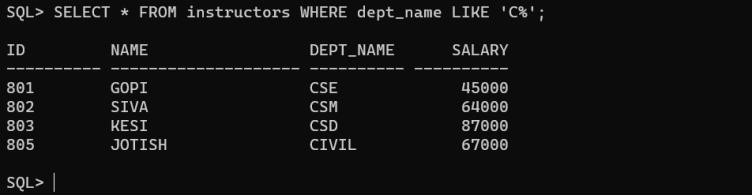 SQL> SELECT * FROM instructors WHERE dept_name LIKE 'C%';
ID         NAME                 DEPT_NAME      SALARY
---------- -------------------- ---------- ----------
801        GOPI                 CSE             45000
802        SIVA                 CSM             64000
803        KESI                 CSD             87000
805        JOTISH               CIVIL           67000
SQL>